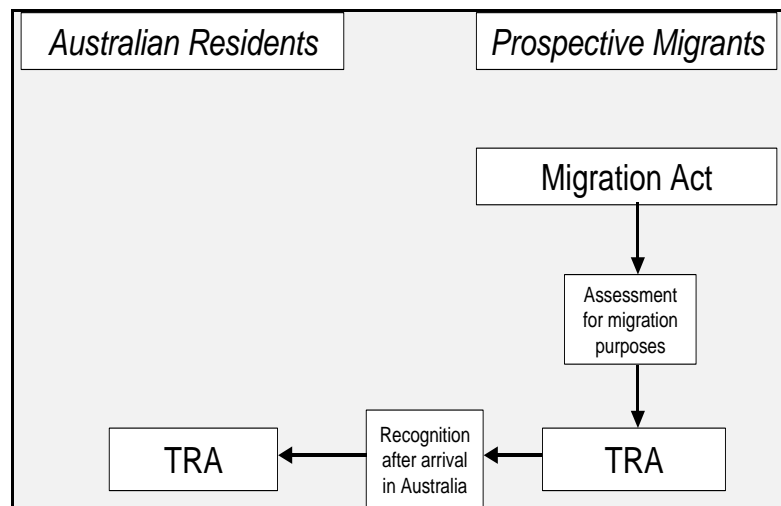 Australian Residents
Prospective Migrants
Migration Act
Assessment
for migration
purposes
TRA
Recognition
after arrival
in Australia
TRA